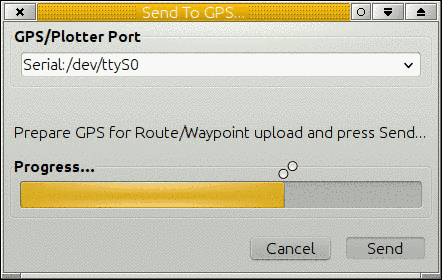 Send To GPS...
GPS/Plotter Port
Serial:/dev/ttyS0
Prepare GPS for Route/Waypoint upload and press Send...
Progress...
Cancel
Send